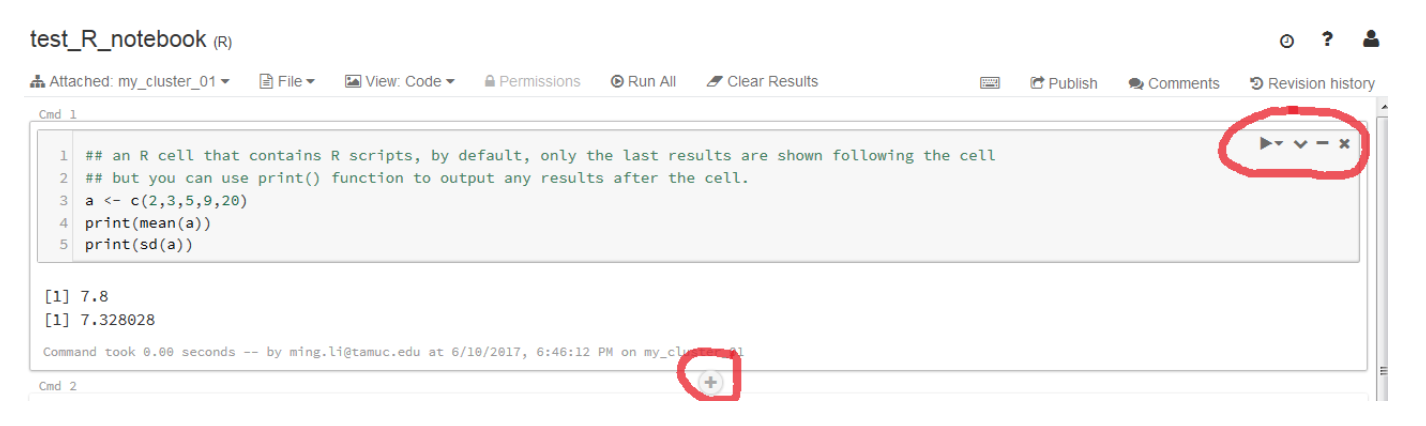 test_R_notebook (R)
?
Attached: my_cluster_01 File View: Code Permissions Run All Clear Results Publish Comments Revision history
Cmd 1
1 ## an R cell that contains R scripts, by default, only the last results are shown following the cell
2 ## but you can use print() function to output any results after the cell.
3 a <- c(2,3,5,9,20)
4 print(mean(a))
5 print(sd(a))
[1] 7.8
[1] 7.328028
Command took 0.00 seconds -- by ming.li@tamuc.edu at 6/10/2017, 6:46:12 PM on my_cluster_01
Cmd 2